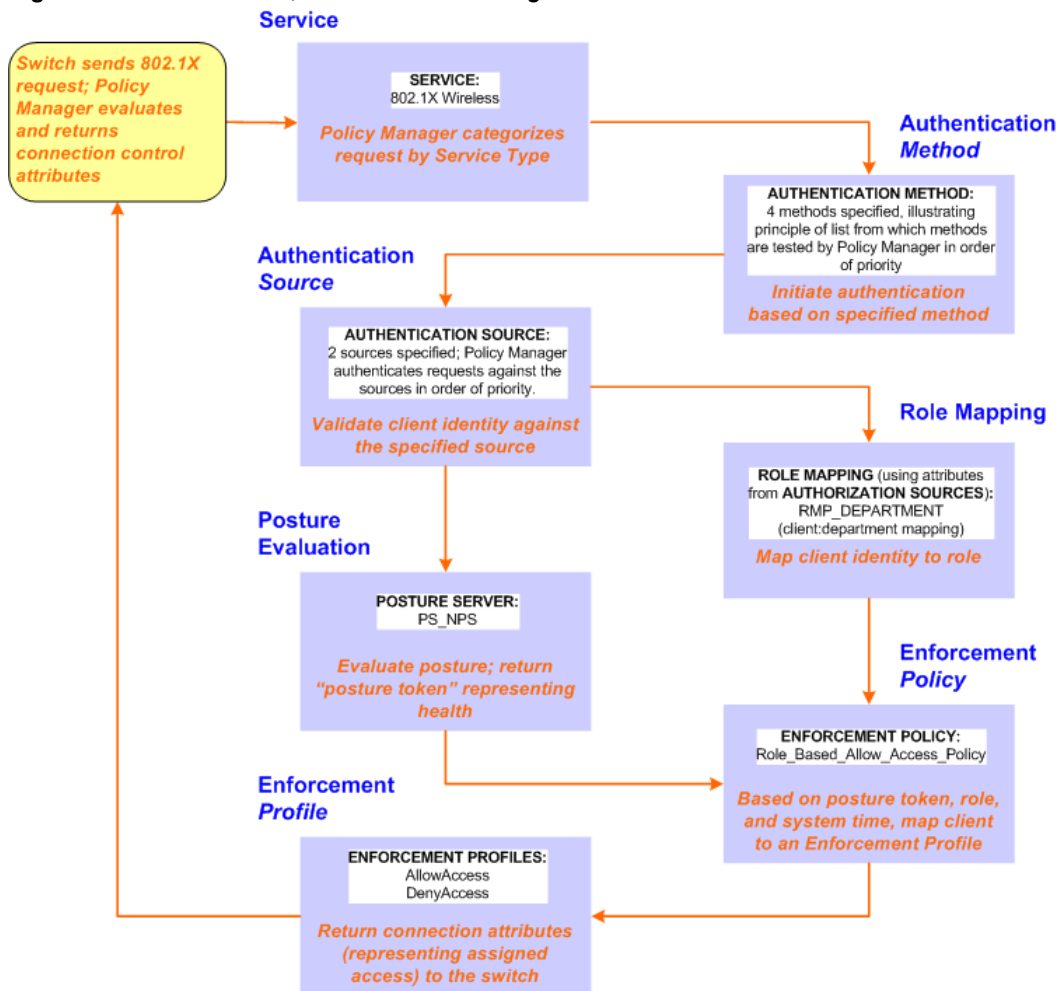 Service
Switch sends 802.1X
request; Policy
Manager evaluates
and returns
connection control
attributes
SERVICE:
802.1X Wireless
Policy Manager categorizes
request by Service Type
Authentication
Method
AUTHENTICATION METHOD:
4 methods specified, illustrating
principle of list from which methods
are tested by Policy Manager in order
of priority
Initiate authentication
based on specified method
Authentication
Source
AUTHENTICATION SOURCE:
2 sources specified; Policy Manager
authenticates requests against the
sources in order of priority.
Validate client identity against
the specified source
Role Mapping
ROLE MAPPING (using attributes
from AUTHORIZATION SOURCES):
RMP_DEPARTMENT
(client:department mapping)
Map client identity to role
Posture
Evaluation
POSTURE SERVER:
PS_NPS
Evaluate posture; return
“posture token” representing
health
Enforcement
Policy
ENFORCEMENT POLICY:
Role_Based_Allow_Access_Policy
Based on posture token, role,
and system time, map client
to an Enforcement Profile
Enforcement
Profile
ENFORCEMENT PROFILES:
AllowAccess
DenyAccess
Return connection attributes
(representing assigned
access) to the switch